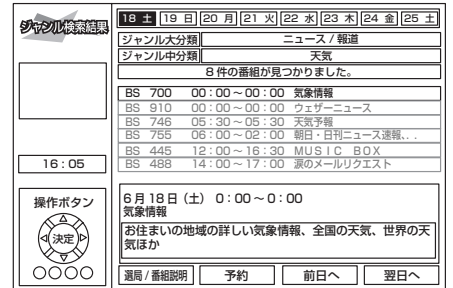 ジャンル検索結果
18 土 19 日 20 月 21 火 22 水 23 木 24 金 25 土
ジャンル大分類 ニュース / 報道
ジャンル中分類 天気
8 件の番組が見つかりました。
BS 700 00：00～00：00 気象情報
BS 910 00：00～00：00 ウェザーニュース
BS 746 05：30～05：30 天気予報
BS 755 06：00～02：00 朝日・日刊ニュース速報、. .
BS 445 12：00～16：30 MUSIC BOX
BS 488 14：00～17：00 涙のメールリクエスト
16：05
操作ボタン
決定
6 月 18 日（土） 0：00～0：00
気象情報
お住まいの地域の詳しい気象情報、全国の天気、世界の天
気ほか
選局 / 番組説明 予約 前日へ 翌日へ